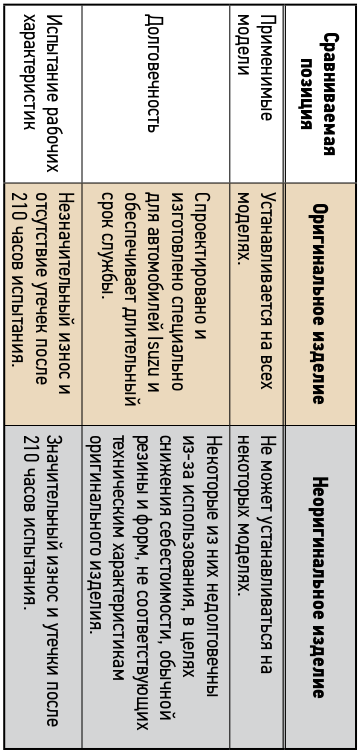 Сравниваемая
позиция
Оригинальное изделие
Неоригинальное изделие
Применимые
модели
Устанавливается на всех
моделях.
Не может устанавливаться на
некоторых моделях.
Долговечность
Спроектировано и
изготовлено специально
для автомобилей Isuzu и
обеспечивает длительный
срок службы.
Некоторые из них недолговечны
из-за использования, в целях
снижения себестоимости, обычной
резины и форм, не соответствующих
техническим характеристикам
оригинального изделия.
Испытание рабочих
характеристик
Незначительный износ и
отсутствие утечек после
210 часов испытания.
Значительный износ и утечки после
210 часов испытания.